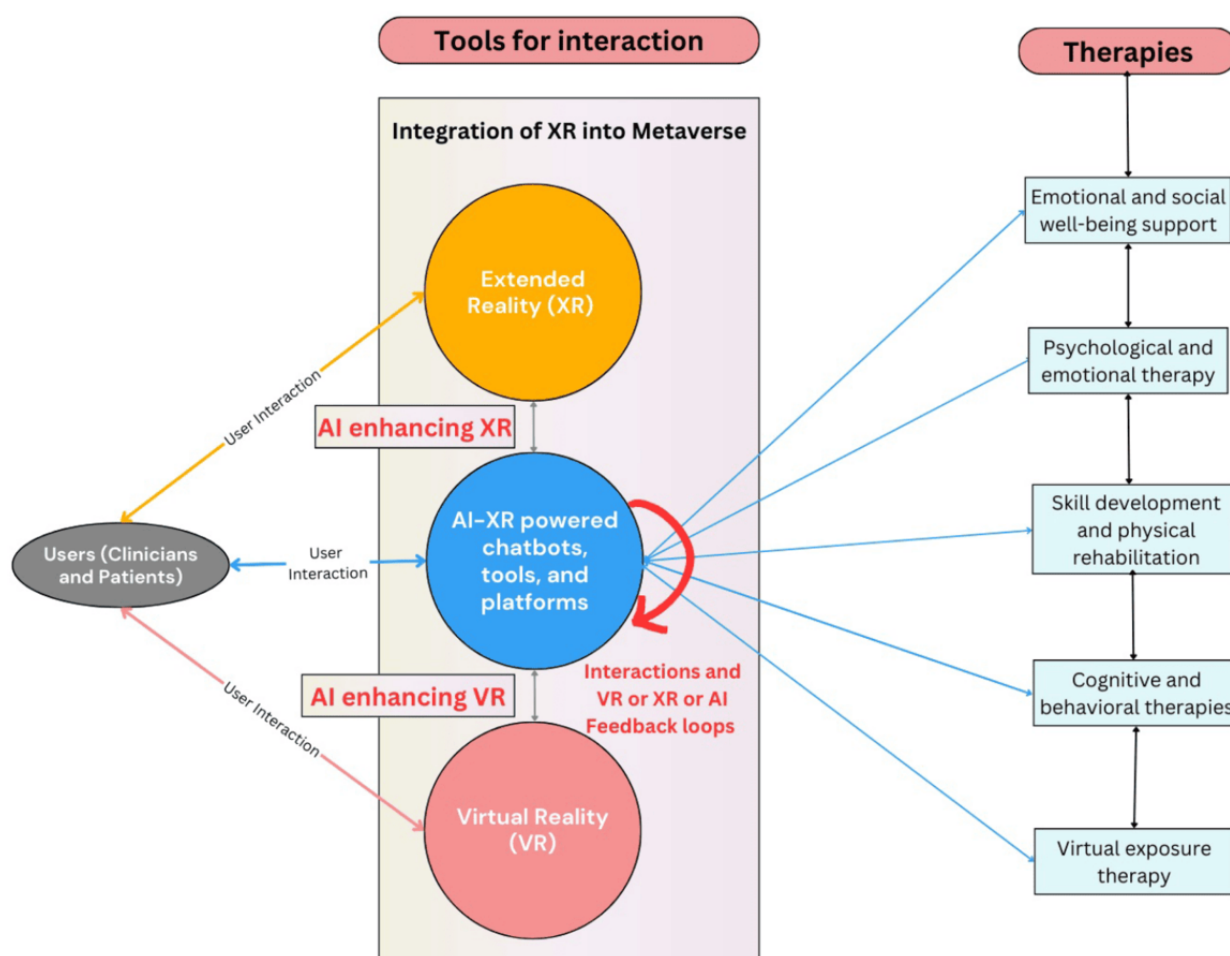 Tools for interaction
Therapies
Integration of XR into Metaverse
Extended
Reality (XR)
User Interaction
AI enhancing XR
Users (Clinicians
and Patients)
User
Interaction
AI-XR powered
chatbots,
tools, and
platforms
User Interaction
AI enhancing VR
Interactions and
VR or XR or AI
Feedback loops
Virtual Reality
(VR)
Emotional and social
well-being support
Psychological and
emotional therapy
Skill development
and physical
rehabilitation
Cognitive and
behavioral therapies
Virtual exposure
therapy